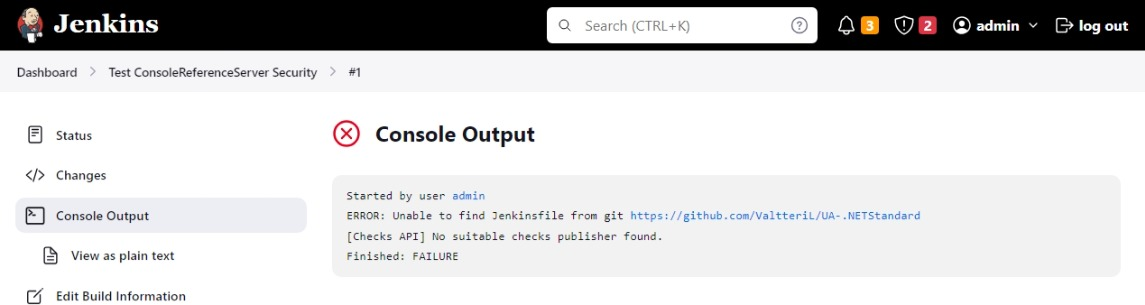 Jenkins
Search (CTRL+K)
3
2
admin
log out
Dashboard
Test ConsoleReferenceServer Security
#1
Status
Changes
Console Output
View as plain text
Edit Build Information
Console Output
Started by user admin
ERROR: Unable to find Jenkinsfile from git https://github.com/ValtteriL/UA-.NETStandard
[Checks API] No suitable checks publisher found.
Finished: FAILURE